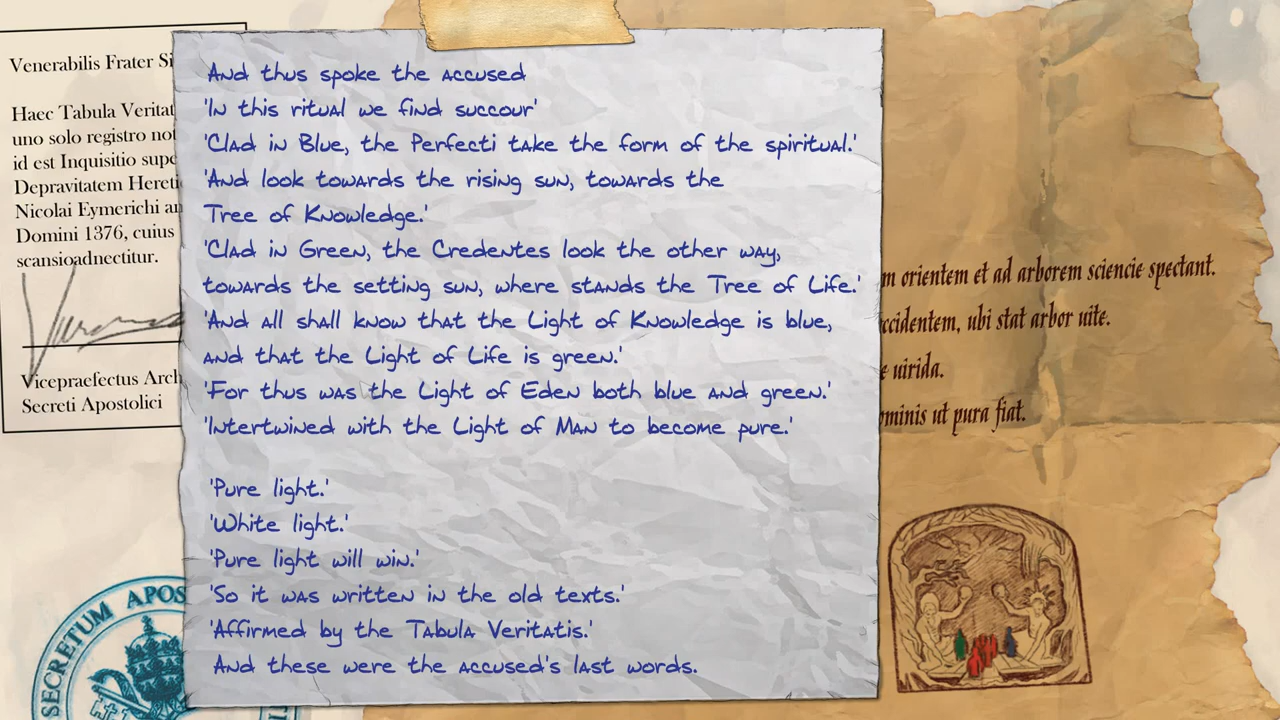 Venerabilis Frater Si
Haec Tabula Veritat
uno solo registro not
id est Inquisitio supe
Depravitatem Hereti
Nicolai Eymerichi an
Domini 1376, cuius
scansioadnectitur.
Vicepraefectus Arch
Secreti Apostolici
SECRETUM APOS
And thus spoke the accused
'In this ritual we find succour'
'Clad in Blue, the Perfecti take the form of the spiritual.'
'And look towards the rising sun, towards the
Tree of Knowledge.'
'Clad in Green, the Credentes look the other way,
towards the setting sun, where stands the Tree of Life.'
'And all shall know that the Light of Knowledge is blue,
and that the Light of Life is green.'
'For thus was the Light of Eden both blue and green.'
'Intertwined with the Light of Man to become pure.'
'Pure light.'
'White light.'
'Pure light will win.'
'So it was written in the old texts.'
'Affirmed by the Tabula Veritatis.'
And these were the accused's last words.
m orientem et ad arborem sciencie spectant.
ccidentem, ubi stat arbor uite.
e uirida.
ominis ut pura fiat.